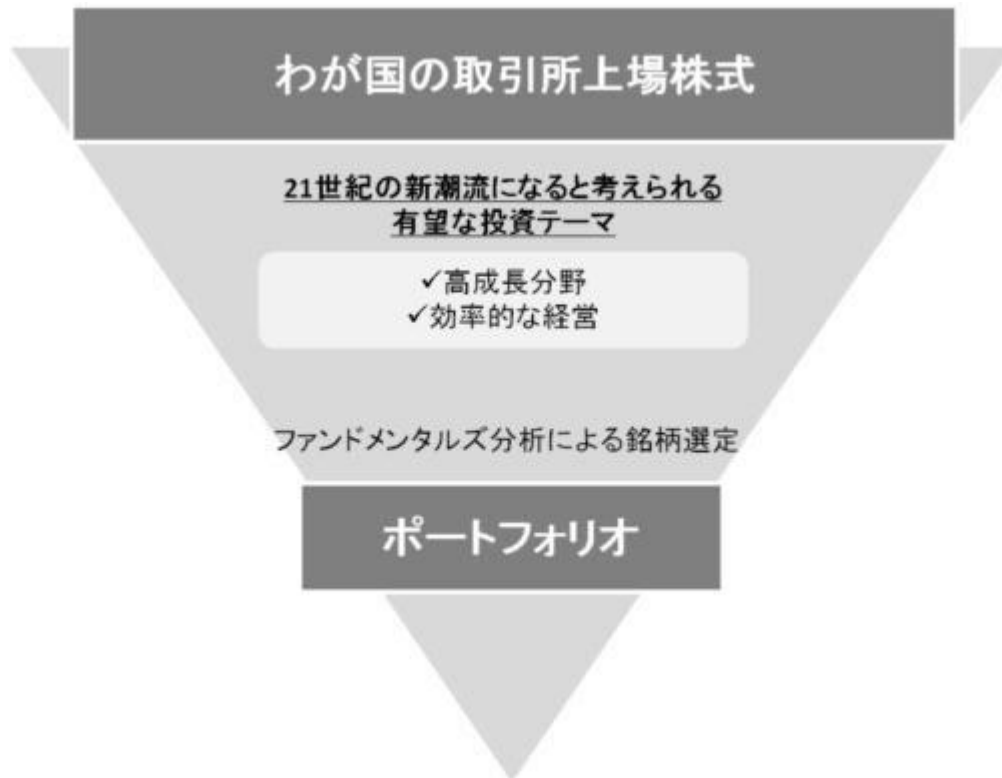 わが国の取引所上場株式
21世紀の新潮流になると考えられる
有望な投資テーマ
✓高成長分野
✓効率的な経営
ファンドメンタルズ分析による銘柄選定
ポートフォリオ